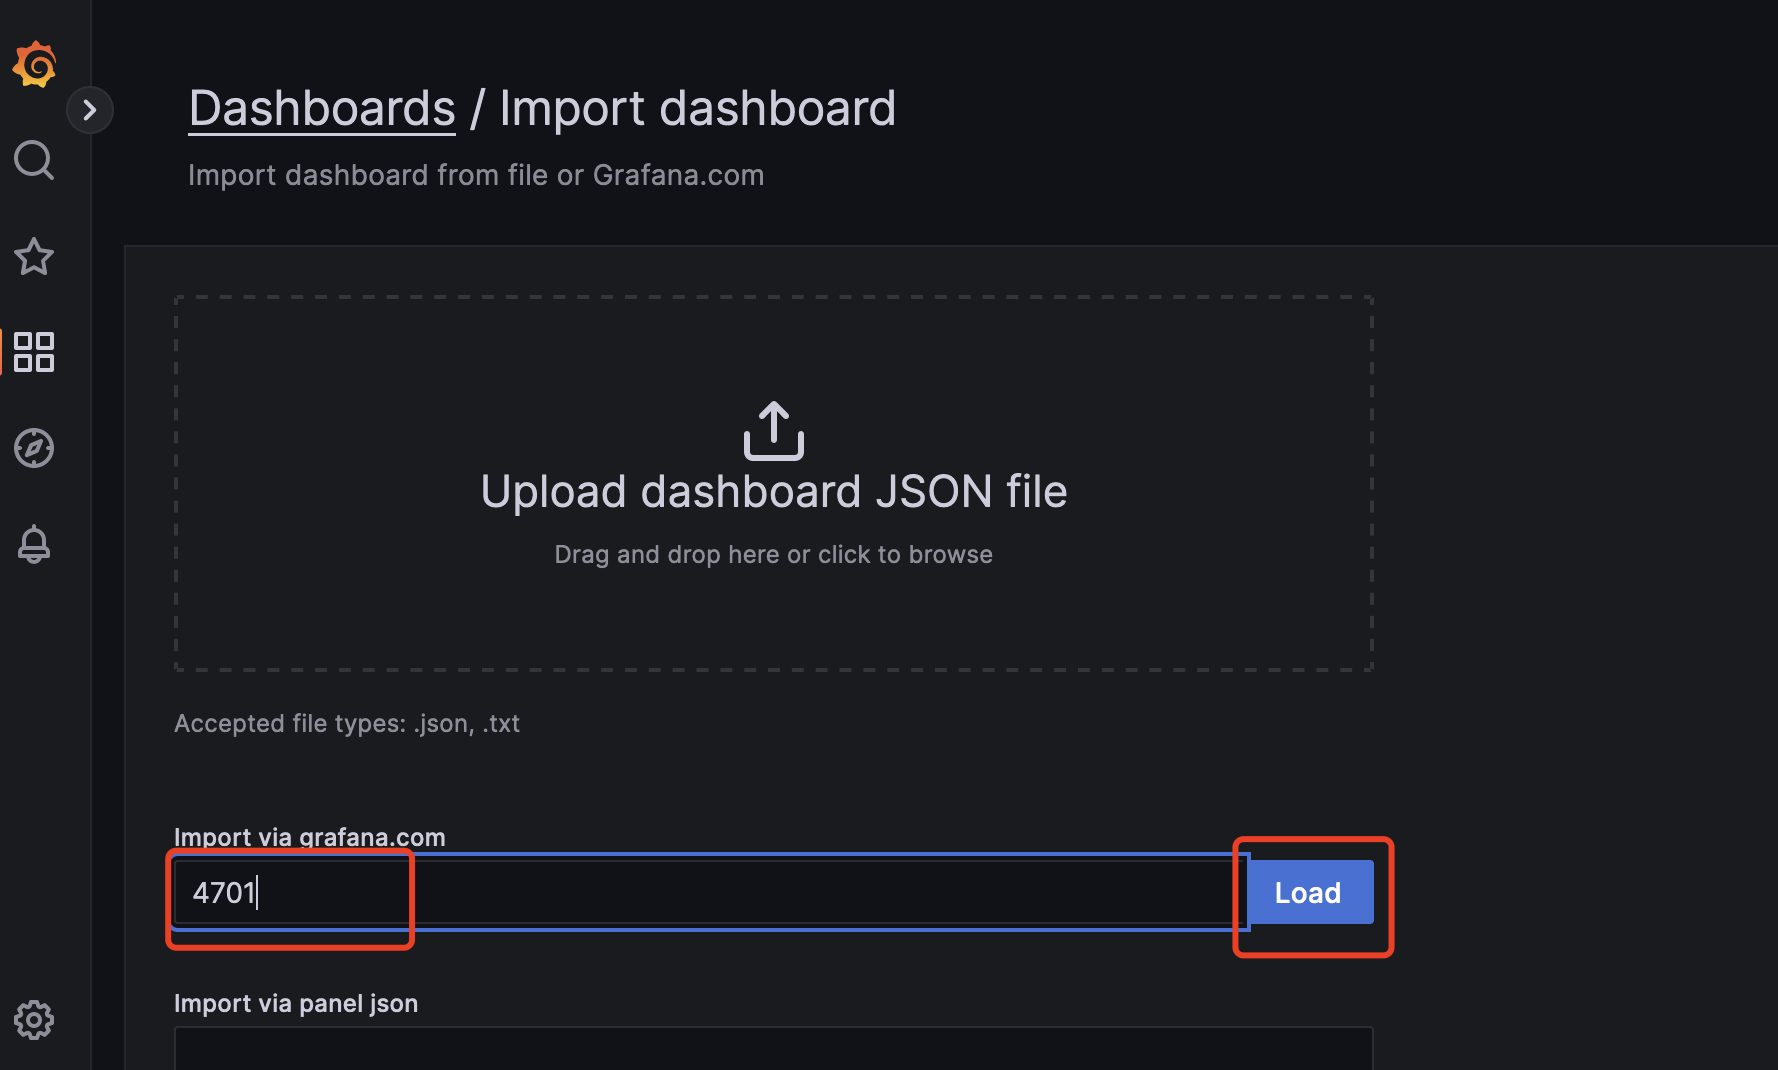 Dashboards / Import dashboard
Import dashboard from file or Grafana.com
Upload dashboard JSON file
Drag and drop here or click to browse
Accepted file types: .json, .txt
Import via grafana.com
4701
Load
Import via panel json